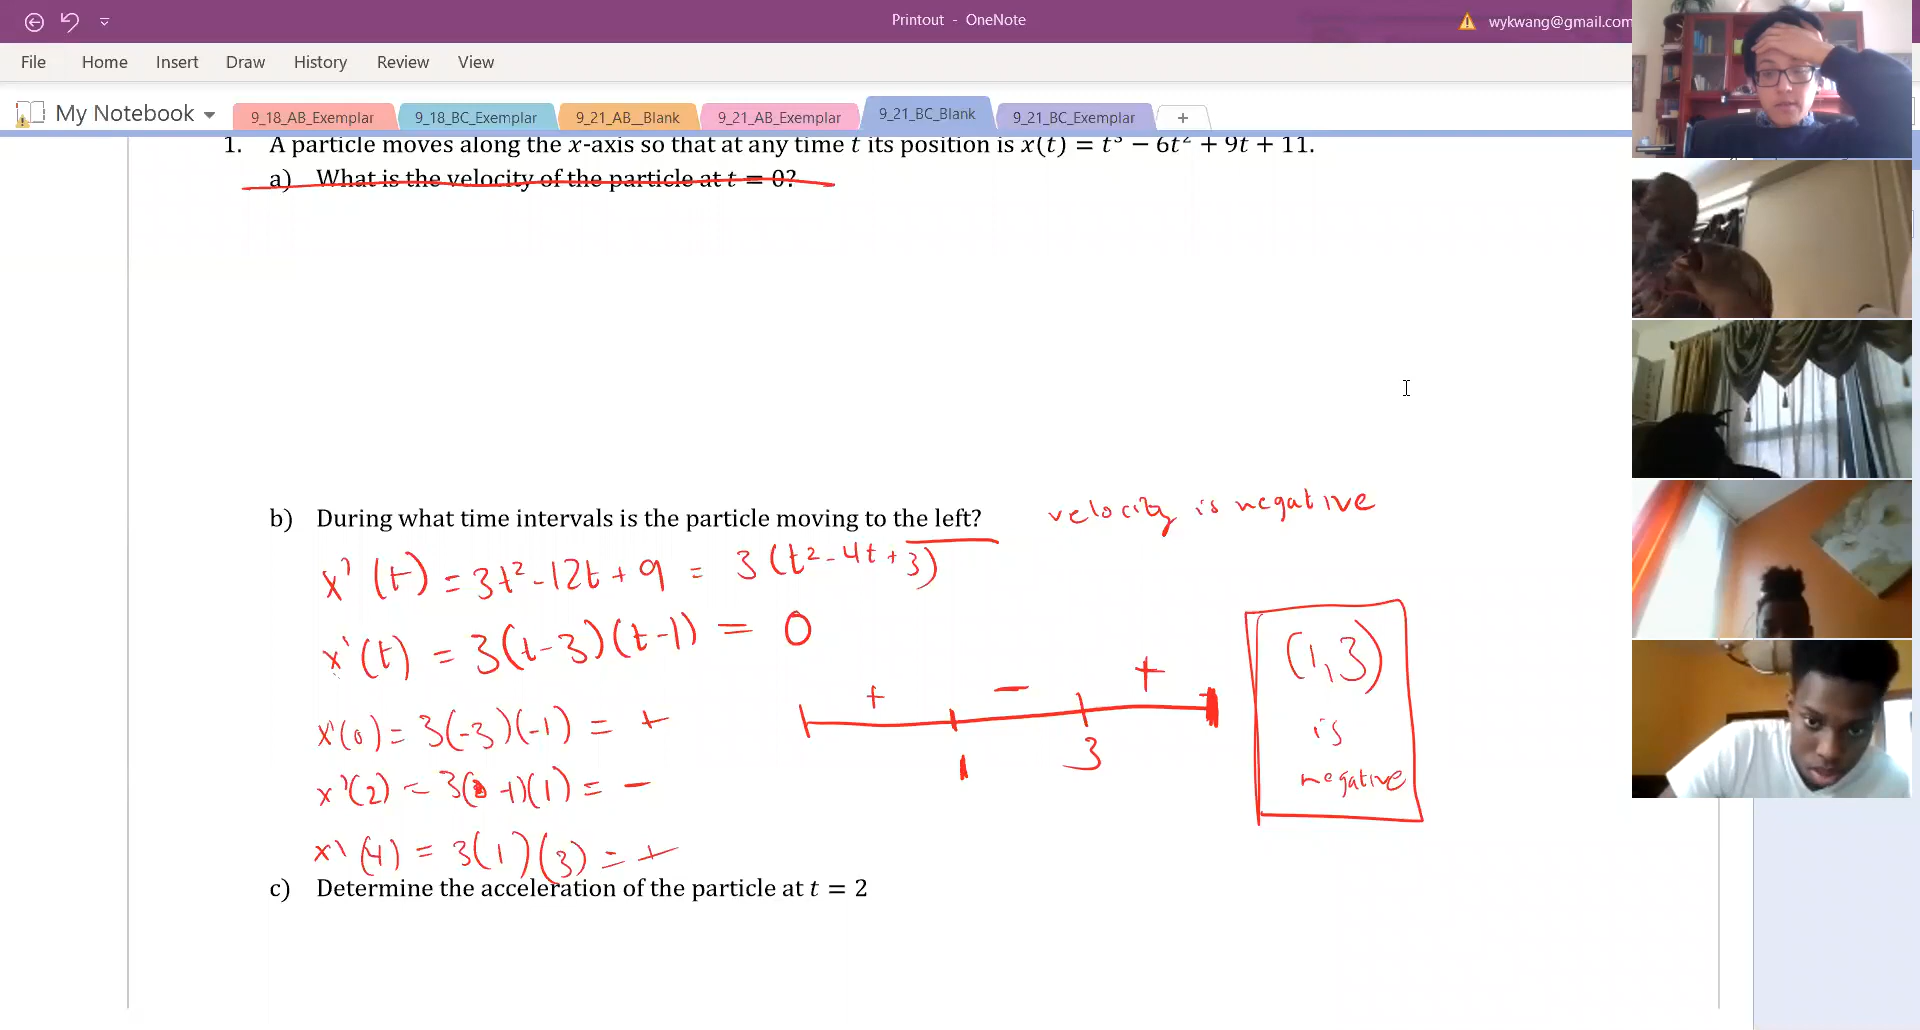 Printout - OneNote
wykwang@gmail.com
File Home Insert Draw History Review View
My Notebook
9_18_AB_Exemplar 9_18_BC_Exemplar 9_21_AB__Blank 9_21_AB_Exemplar 9_21_BC_Blank 9_21_BC_Exemplar +
1. A particle moves along the x-axis so that at any time t its position is x(t) = t³ − 6t² + 9t + 11.
a) What is the velocity of the particle at t = 0?
b) During what time intervals is the particle moving to the left?
velocity is negative
x'(t) = 3t² - 12t + 9 = 3(t² - 4t + 3)
x'(t) = 3(t-3)(t-1) = 0
+ − +
1 3
(1,3)
is
negative
x'(0) = 3(-3)(-1) = +
x'(2) = 3(-1)(1) = -
x'(4) = 3(1)(3) = +
c) Determine the acceleration of the particle at t = 2